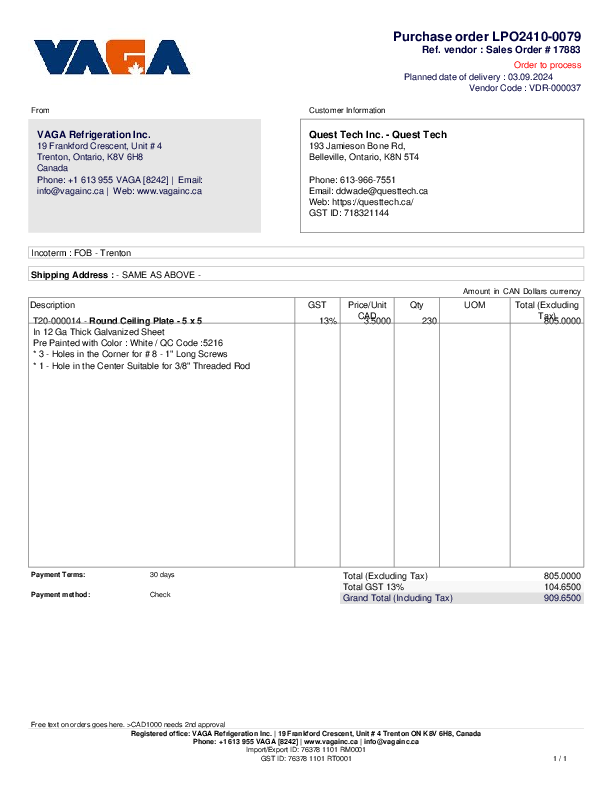 VAGA
Purchase order LPO2410-0079
Ref. vendor : Sales Order # 17883
Order to process
Planned date of delivery : 03.09.2024
Vendor Code : VDR-000037
From
Customer Information
VAGA Refrigeration Inc.
19 Frankford Crescent, Unit # 4
Trenton, Ontario, K8V 6H8
Canada
Phone: +1 613 955 VAGA [8242] | Email:
info@vagainc.ca | Web: www.vagainc.ca
Quest Tech Inc. - Quest Tech
193 Jamieson Bone Rd,
Belleville, Ontario, K8N 5T4
Phone: 613-966-7551
Email: ddwade@questtech.ca
Web: https://questtech.ca/
GST ID: 718321144
Incoterm : FOB - Trenton
Shipping Address : - SAME AS ABOVE -
Amount in CAN Dollars currency
Description GST Price/Unit CAD Qty UOM Total (Excluding Tax)
T20-000014 - Round Ceiling Plate - 5 x 5 13% 3.5000 230 805.0000
In 12 Ga Thick Galvanized Sheet
Pre Painted with Color : White / QC Code :5216
* 3 - Holes in the Corner for # 8 - 1" Long Screws
* 1 - Hole in the Center Suitable for 3/8" Threaded Rod
Payment Terms: 30 days
Payment method: Check
Total (Excluding Tax) 805.0000
Total GST 13% 104.6500
Grand Total (Including Tax) 909.6500
Free text on orders goes here. >CAD1000 needs 2nd approval
Registered office: VAGA Refrigeration Inc. | 19 Frankford Crescent, Unit # 4 Trenton ON K8V 6H8, Canada
Phone: +1 613 955 VAGA [8242] | www.vagainc.ca | info@vagainc.ca
Import/Export ID: 76378 1101 RM0001
GST ID: 76378 1101 RT0001
1 / 1